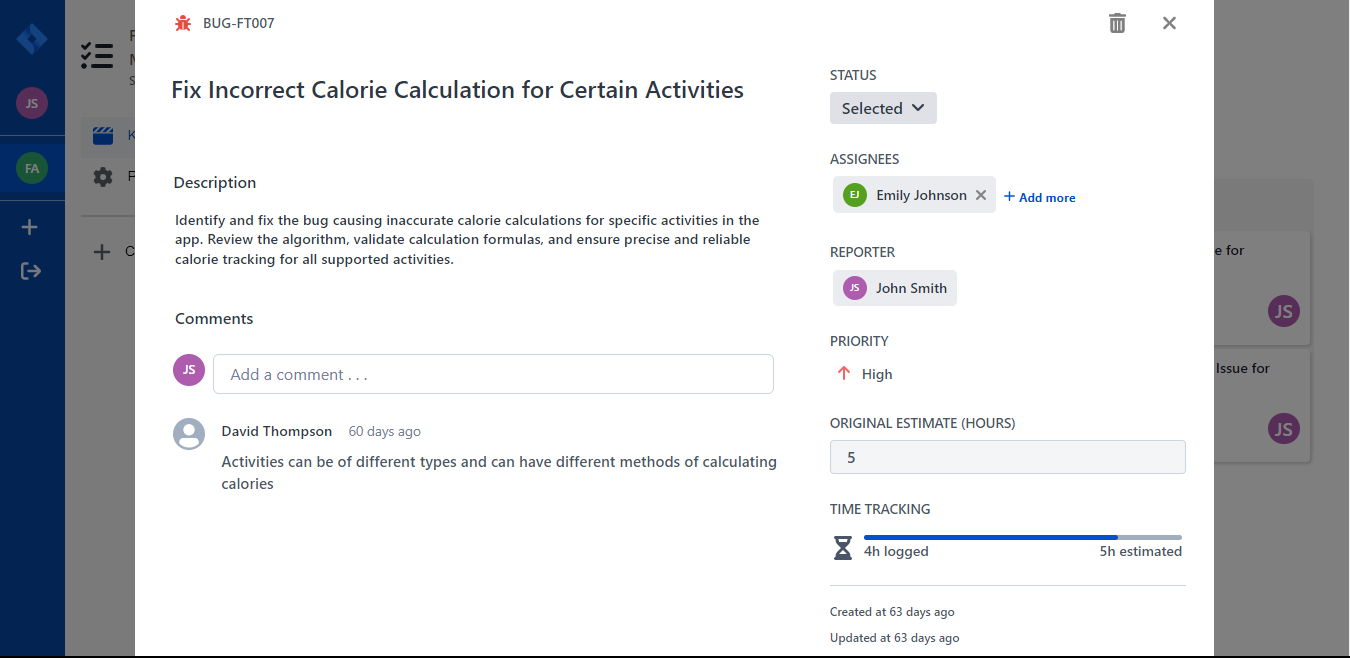 BUG-FT007
JS
FA
Fix Incorrect Calorie Calculation for Certain Activities
Description
Identify and fix the bug causing inaccurate calorie calculations for specific activities in the
app. Review the algorithm, validate calculation formulas, and ensure precise and reliable
calorie tracking for all supported activities.
Comments
JS
Add a comment . . .
David Thompson 60 days ago
Activities can be of different types and can have different methods of calculating
calories
STATUS
Selected
ASSIGNEES
EJ Emily Johnson
Add more
REPORTER
JS John Smith
PRIORITY
High
ORIGINAL ESTIMATE (HOURS)
5
TIME TRACKING
4h logged 5h estimated
Created at 63 days ago
Updated at 63 days ago
e for
JS
Issue for
JS